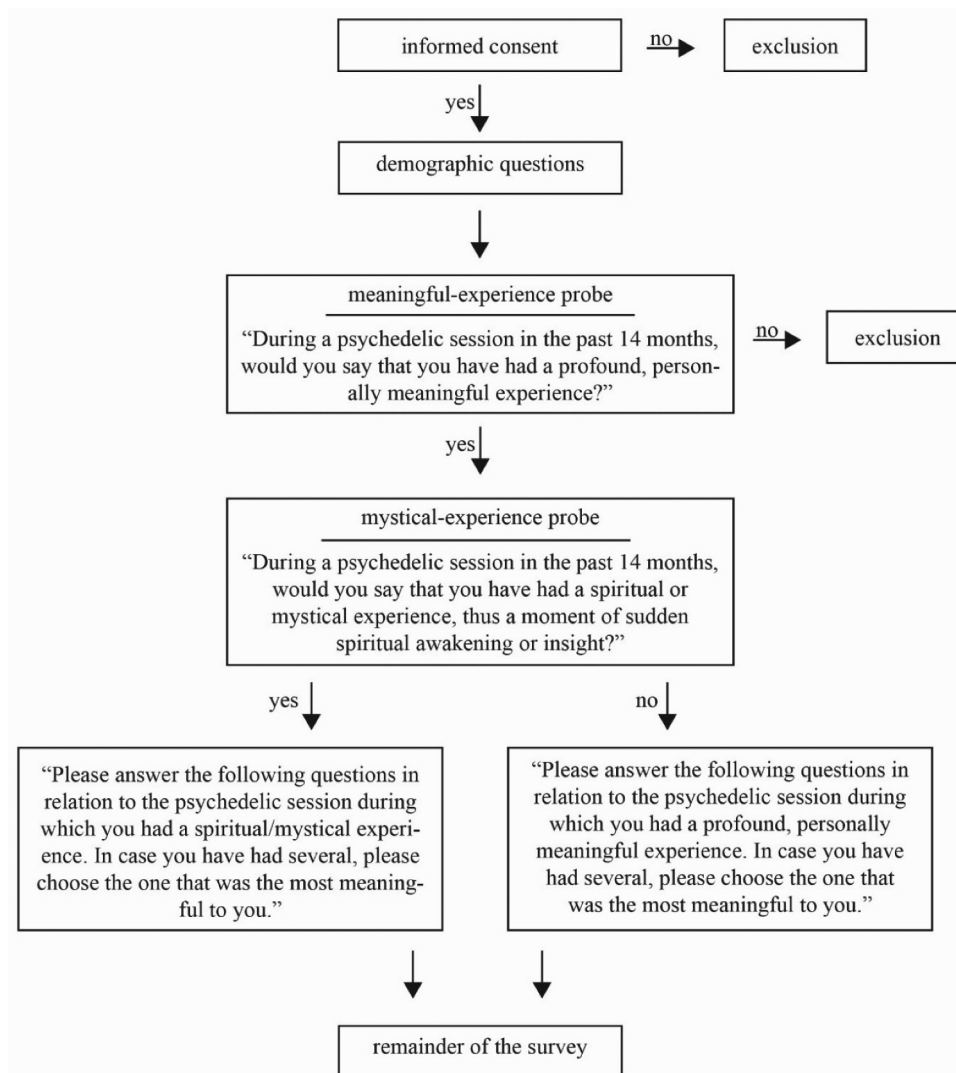 informed consent
no
exclusion
yes
demographic questions
meaningful-experience probe
“During a psychedelic session in the past 14 months,
would you say that you have had a profound, person-
ally meaningful experience?”
no
exclusion
yes
mystical-experience probe
“During a psychedelic session in the past 14 months,
would you say that you have had a spiritual or
mystical experience, thus a moment of sudden
spiritual awakening or insight?”
yes
no
“Please answer the following questions in
relation to the psychedelic session during
which you had a spiritual/mystical experi-
ence. In case you have had several, please
choose the one that was the most meaning-
ful to you.”
“Please answer the following questions in
relation to the psychedelic session during
which you had a profound, personally
meaningful experience. In case you have
had several, please choose the one that
was the most meaningful to you.”
remainder of the survey